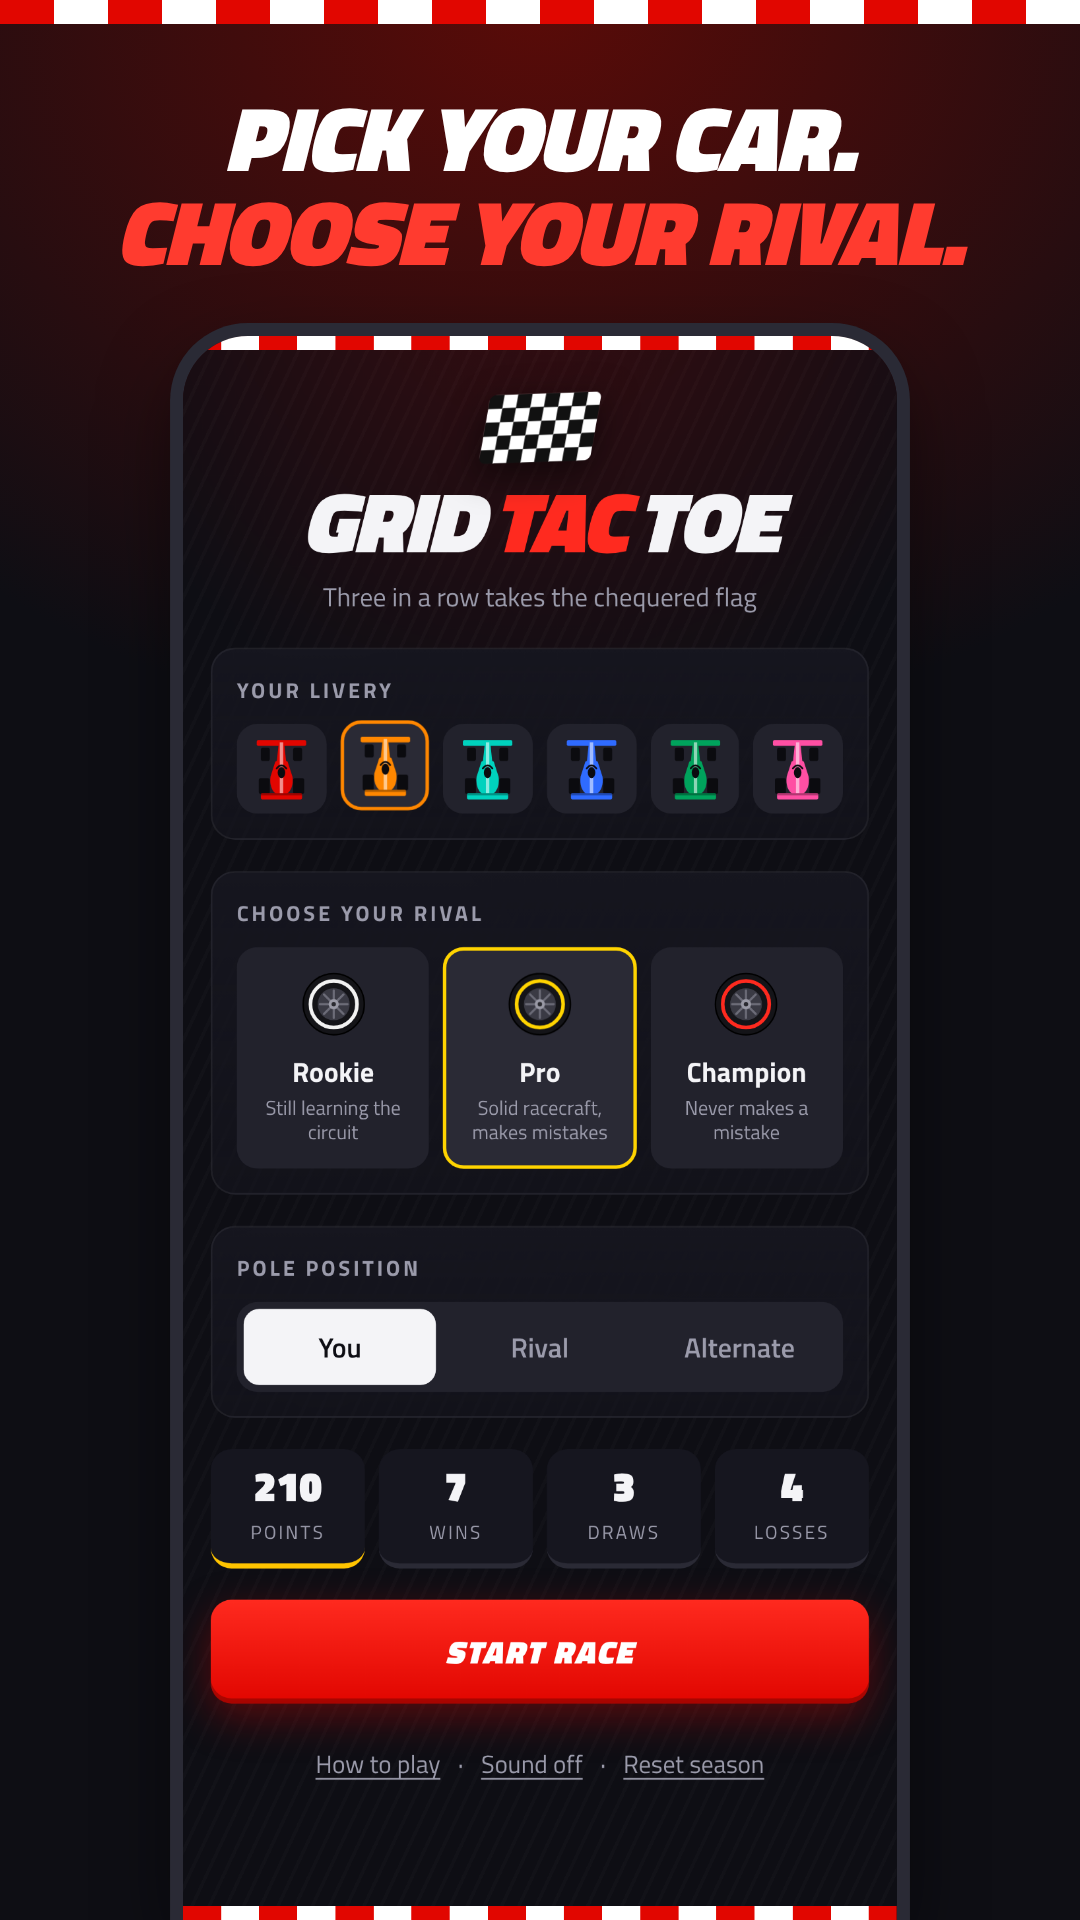 PICK YOUR CAR.
CHOOSE YOUR RIVAL.
GRID TAC TOE
Three in a row takes the chequered flag
YOUR LIVERY
CHOOSE YOUR RIVAL
Rookie
Still learning the
circuit
Pro
Solid racecraft,
makes mistakes
Champion
Never makes a
mistake
POLE POSITION
You Rival Alternate
210 7 3 4
POINTS WINS DRAWS LOSSES
START RACE
How to play · Sound off · Reset season